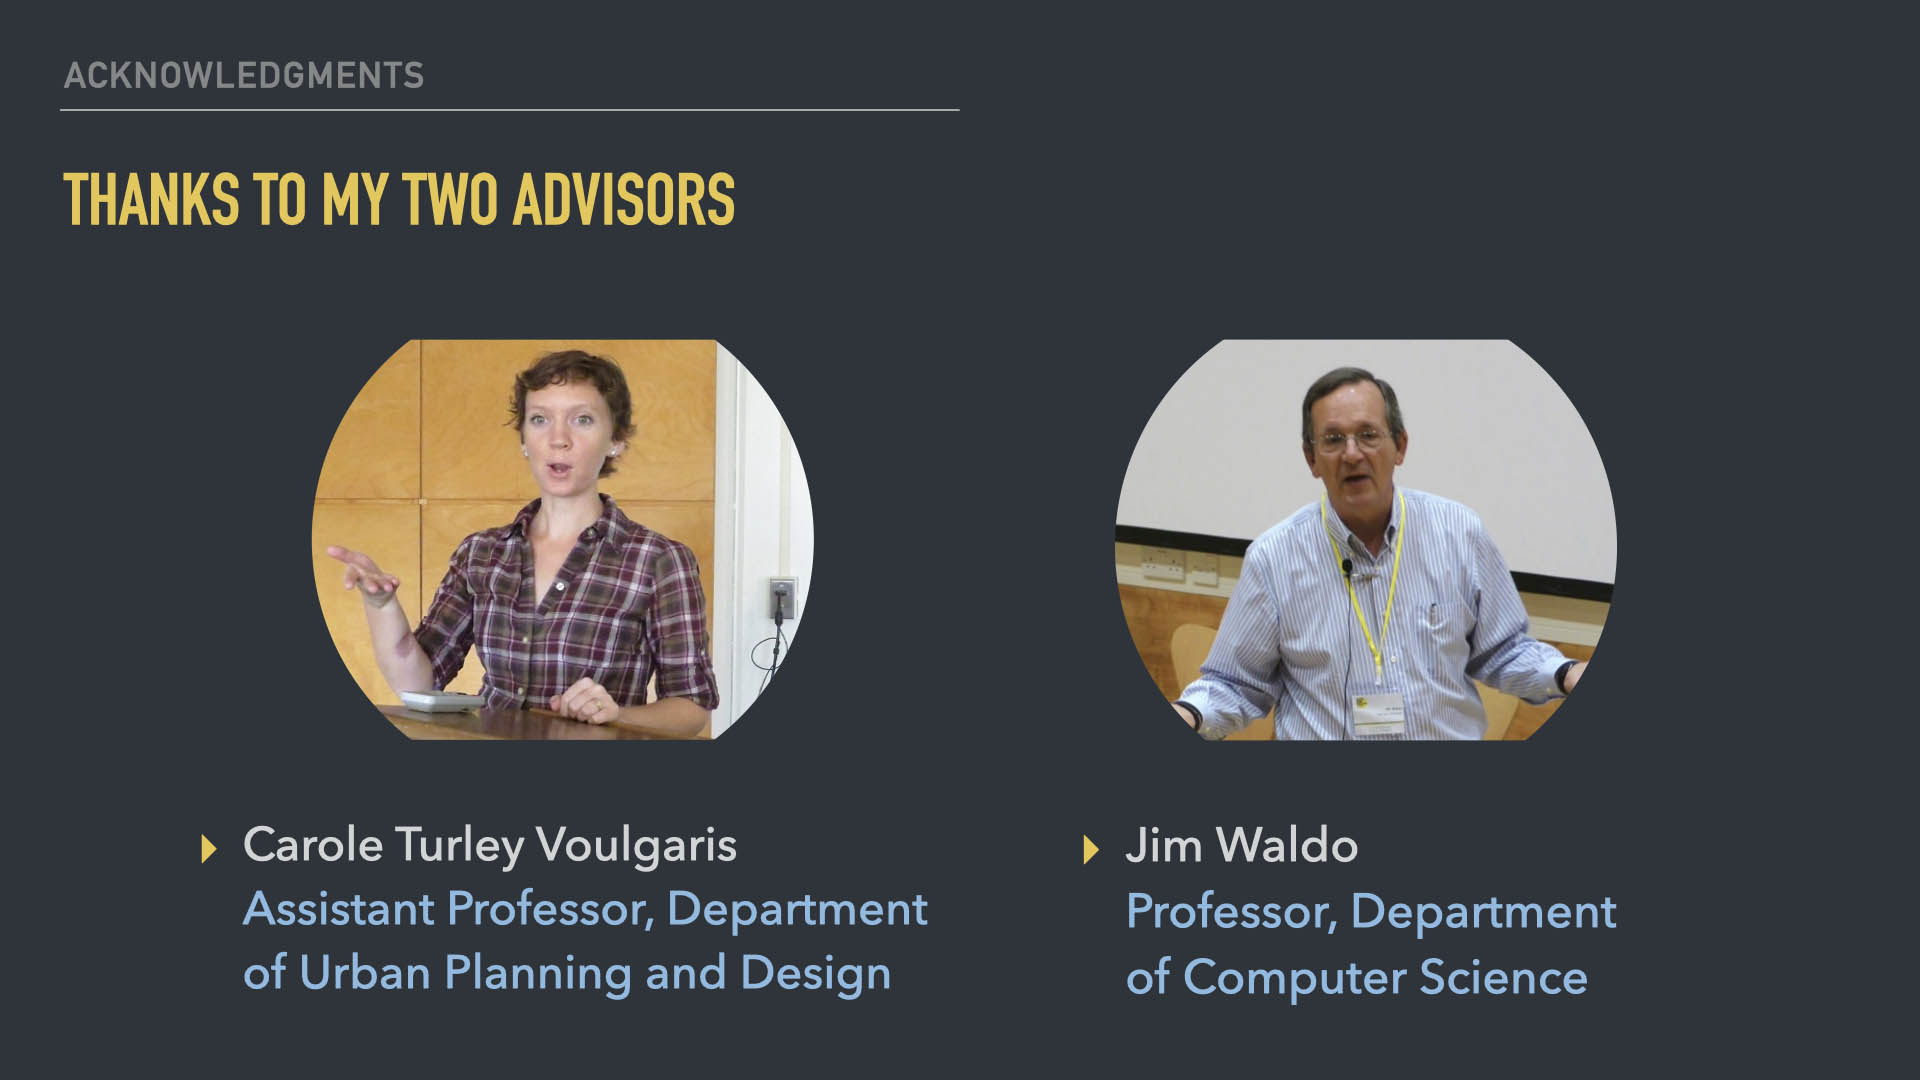 ACKNOWLEDGMENTS
THANKS TO MY TWO ADVISORS
Carole Turley Voulgaris
Assistant Professor, Department
of Urban Planning and Design
Jim Waldo
Professor, Department
of Computer Science